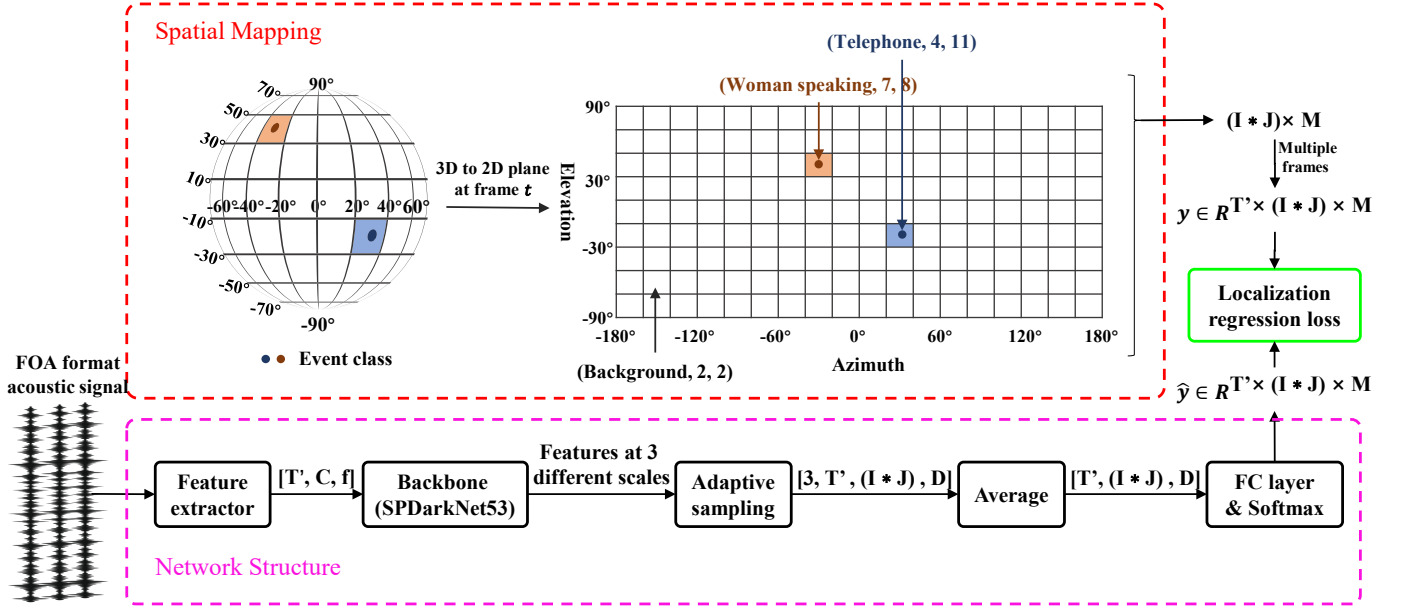 Spatial Mapping
90°
70°
50°
30°
10°
-60°
-40°
-20°
0°
20°
40°
60°
-10°
-30°
-50°
-70°
-90°
Event class
3D to 2D plane
at frame t
(Telephone, 4, 11)
(Woman speaking, 7, 8)
90°
30°
-30°
-90°
Elevation
-180°
-120°
-60°
0°
60°
120°
180°
Azimuth
(Background, 2, 2)
(I * J)× M
Multiple
frames
y ∈ R^T'× (I * J) × M
Localization
regression loss
ŷ ∈ R^T'× (I * J) × M
FOA format
acoustic signal
Feature
extractor
[T', C, f]
Backbone
(SPDarkNet53)
Features at 3
different scales
Adaptive
sampling
[3, T', (I * J) , D]
Average
[T', (I * J) , D]
FC layer
& Softmax
Network Structure